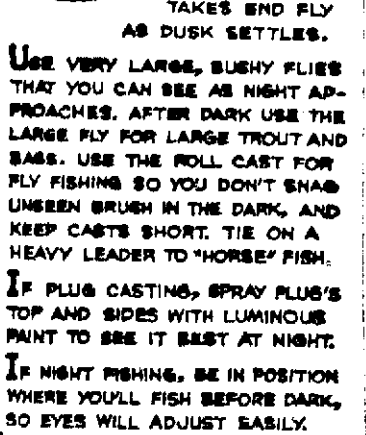 TAKES END FLY
AS DUSK SETTLES.
USE VERY LARGE, BUSHY FLIES
THAT YOU CAN SEE AS NIGHT AP-
PROACHES. AFTER DARK USE THE
LARGE FLY FOR LARGE TROUT AND
BASS. USE THE ROLL CAST FOR
FLY FISHING SO YOU DON'T SNAG
UNSEEN BRUSH IN THE DARK, AND
KEEP CASTS SHORT. TIE ON A
HEAVY LEADER TO "HORSE" FISH.
IF PLUG CASTING, SPRAY PLUG'S
TOP AND SIDES WITH LUMINOUS
PAINT TO SEE IT BEST AT NIGHT.
IF NIGHT FISHING, BE IN POSITION
WHERE YOU'LL FISH BEFORE DARK,
SO EYES WILL ADJUST EASILY.